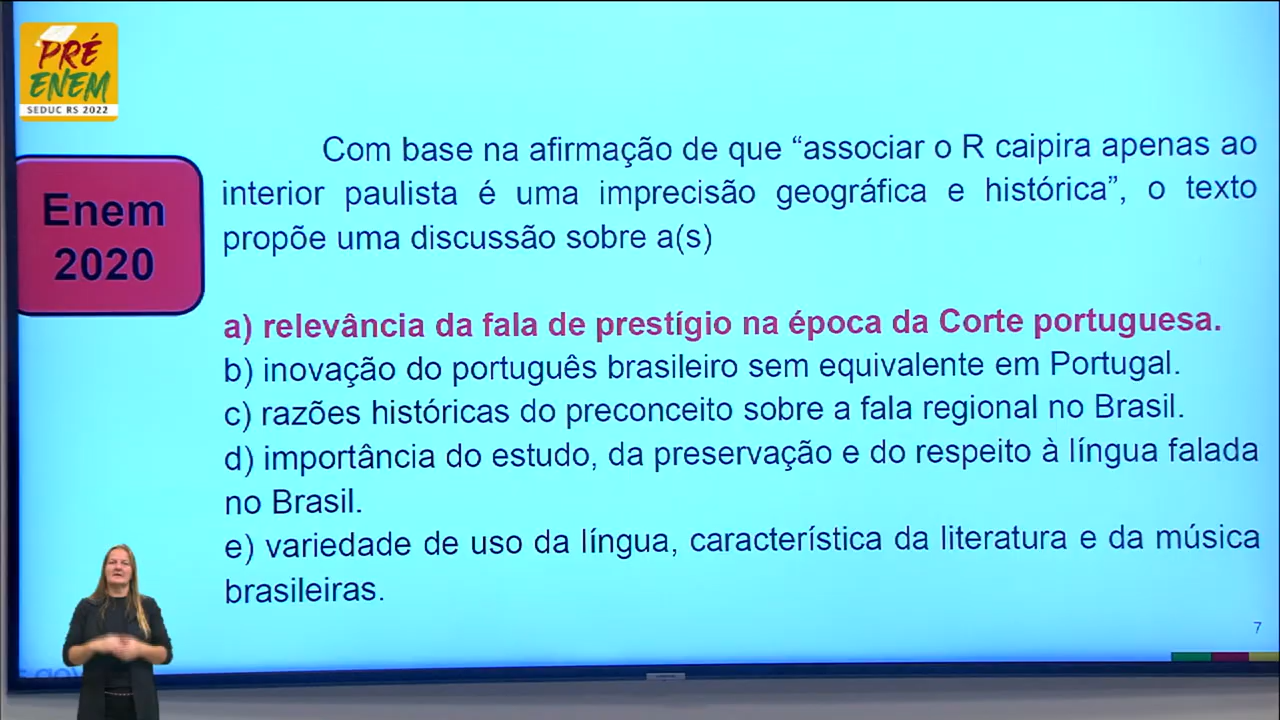 PRÉ
ENEM
SEDUC RS 2022
Enem
2020
Com base na afirmação de que “associar o R caipira apenas ao
interior paulista é uma imprecisão geográfica e histórica”, o texto
propõe uma discussão sobre a(s)
a) relevância da fala de prestígio na época da Corte portuguesa.
b) inovação do português brasileiro sem equivalente em Portugal.
c) razões históricas do preconceito sobre a fala regional no Brasil.
d) importância do estudo, da preservação e do respeito à língua falada
no Brasil.
e) variedade de uso da língua, característica da literatura e da música
brasileiras.
7